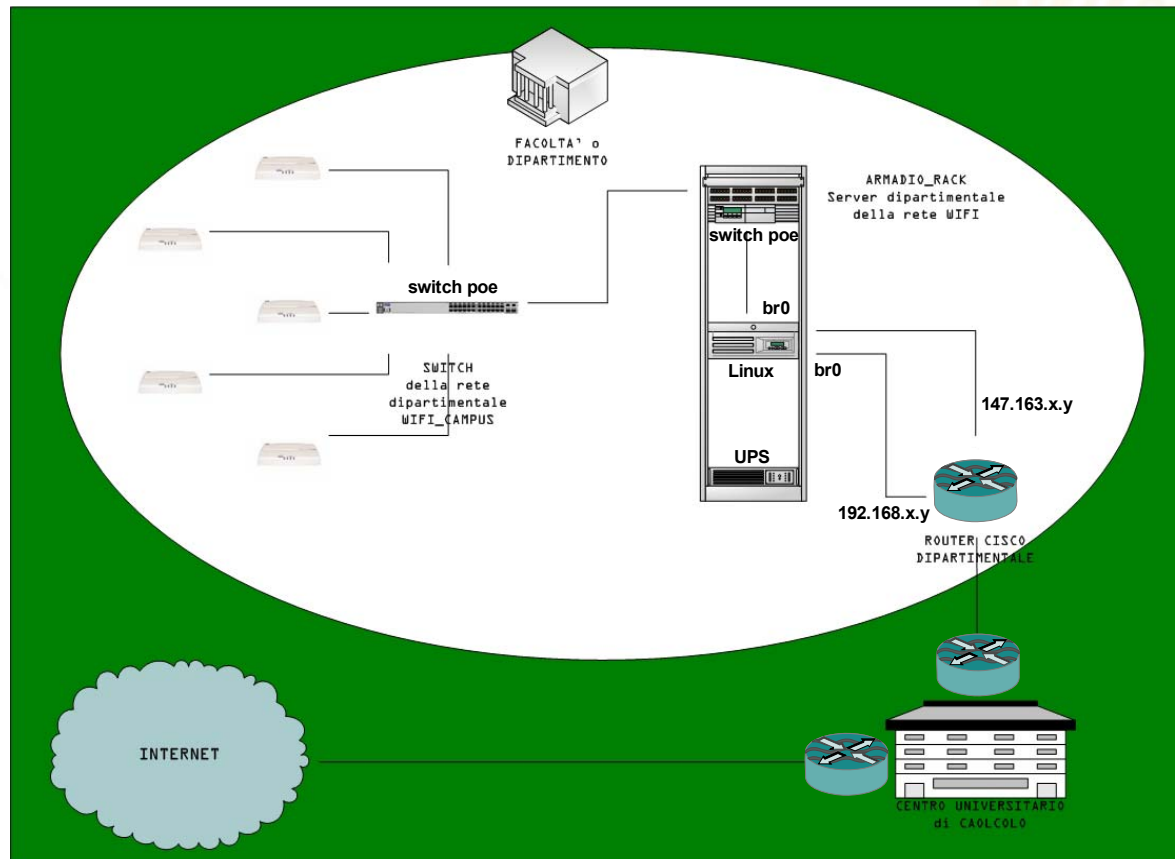 FACOLTA' o
DIPARTIMENTO
ARMADIO_RACK
Server dipartimentale
della rete WIFI
switch poe
switch poe
br0
SWITCH
della rete
dipartimentale
WIFI_CAMPUS
Linux
br0
147.163.x.y
UPS
192.168.x.y
ROUTER CISCO
DIPARTIMENTALE
INTERNET
CENTRO UNIVERSITARIO
di CAOLCOLO